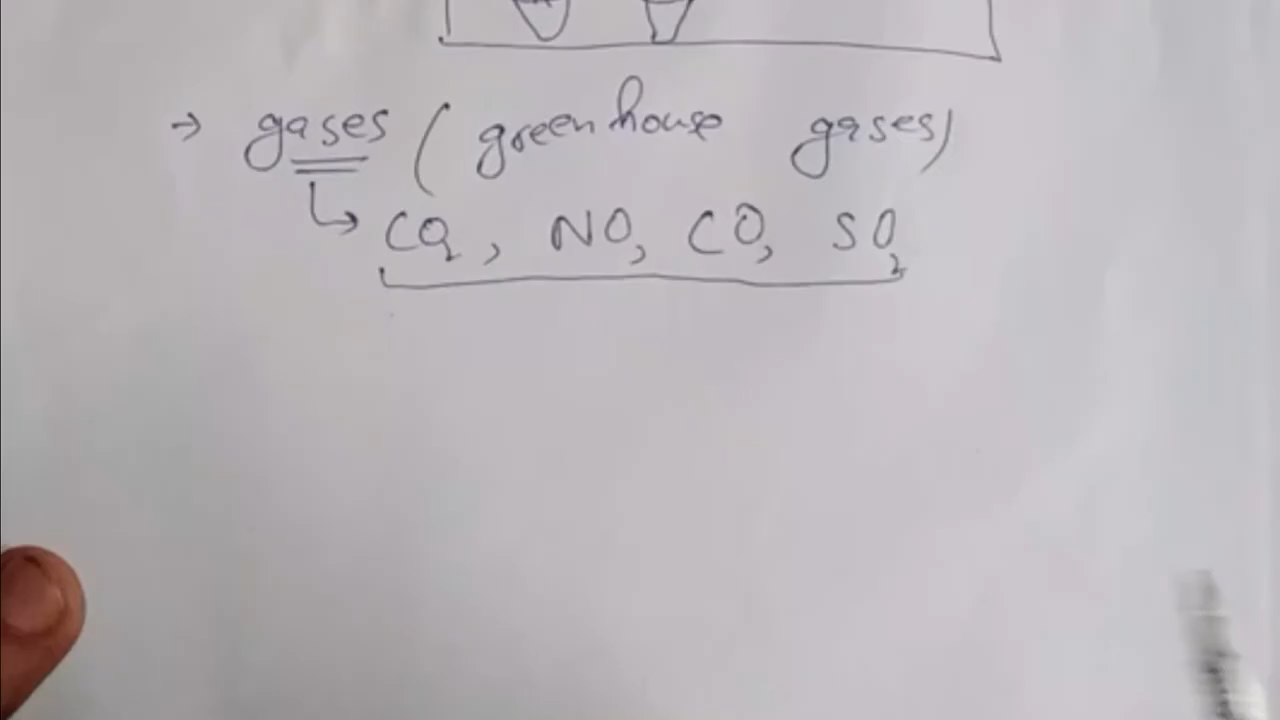 → gases (greenhouse gases)
↳ CO₂, NO, CO, SO₂